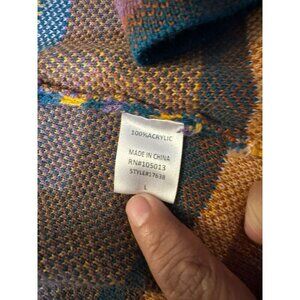 100%ACRYLIC
MADE IN CHINA
RN#105013
STYLE#17638
L